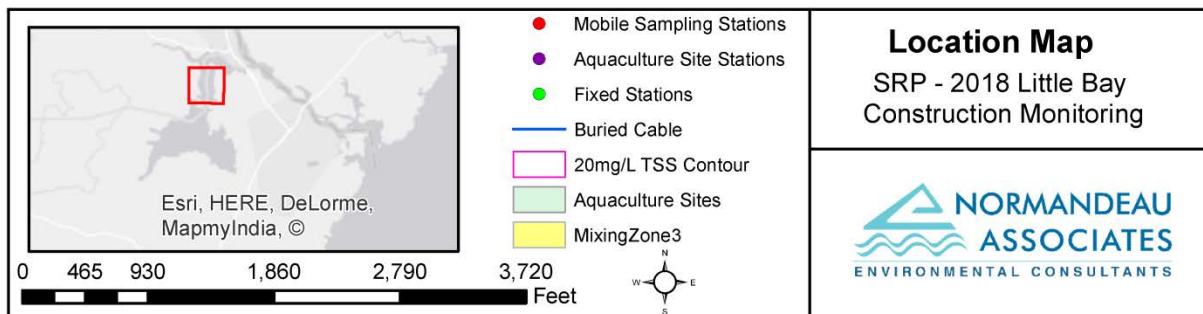 Esri, HERE, DeLorme,
MapmyIndia, ©
0 465 930 1,860 2,790 3,720
Feet
Mobile Sampling Stations
Aquaculture Site Stations
Fixed Stations
Buried Cable
20mg/L TSS Contour
Aquaculture Sites
MixingZone3
N
W E
S
Location Map
SRP - 2018 Little Bay
Construction Monitoring
NORMANDEAU
ASSOCIATES
ENVIRONMENTAL CONSULTANTS